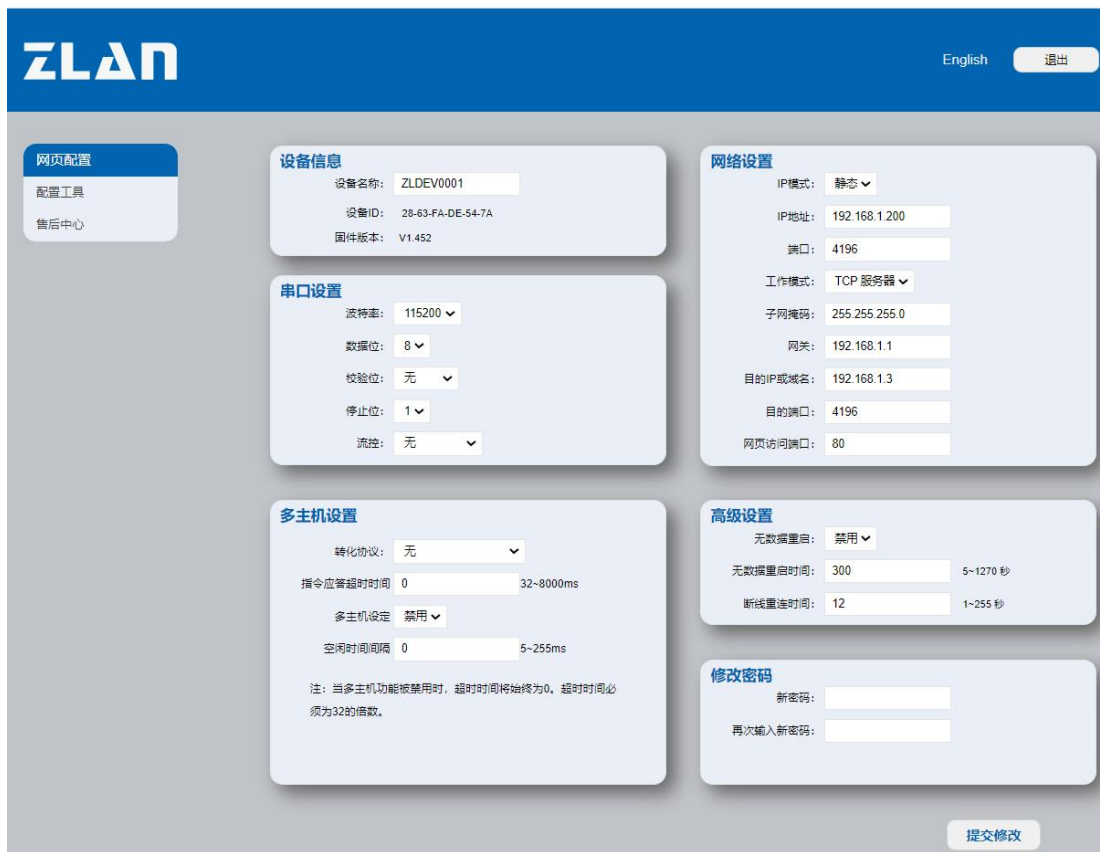 ZLAN
English
退出
网页配置
配置工具
售后中心
设备信息
设备名称: ZLDEV0001
设备ID: 28-63-FA-DE-54-7A
固件版本: V1.452
串口设置
波特率: 115200
数据位: 8
校验位: 无
停止位: 1
流控: 无
网络设置
IP模式: 静态
IP地址: 192.168.1.200
端口: 4196
工作模式: TCP 服务器
子网掩码: 255.255.255.0
网关: 192.168.1.1
目的IP或域名: 192.168.1.3
目的端口: 4196
网页访问端口: 80
多主机设置
转化协议: 无
指令应答超时时间 0 32~8000ms
多主机设定 禁用
空闲时间间隔 0 5~255ms
注：当多主机功能被禁用时，超时时间将始终为0。超时时间必
须为32的倍数。
高级设置
无数据重启: 禁用
无数据重启时间: 300 5~1270 秒
断线重连时间: 12 1~255 秒
修改密码
新密码:
再次输入新密码:
提交修改